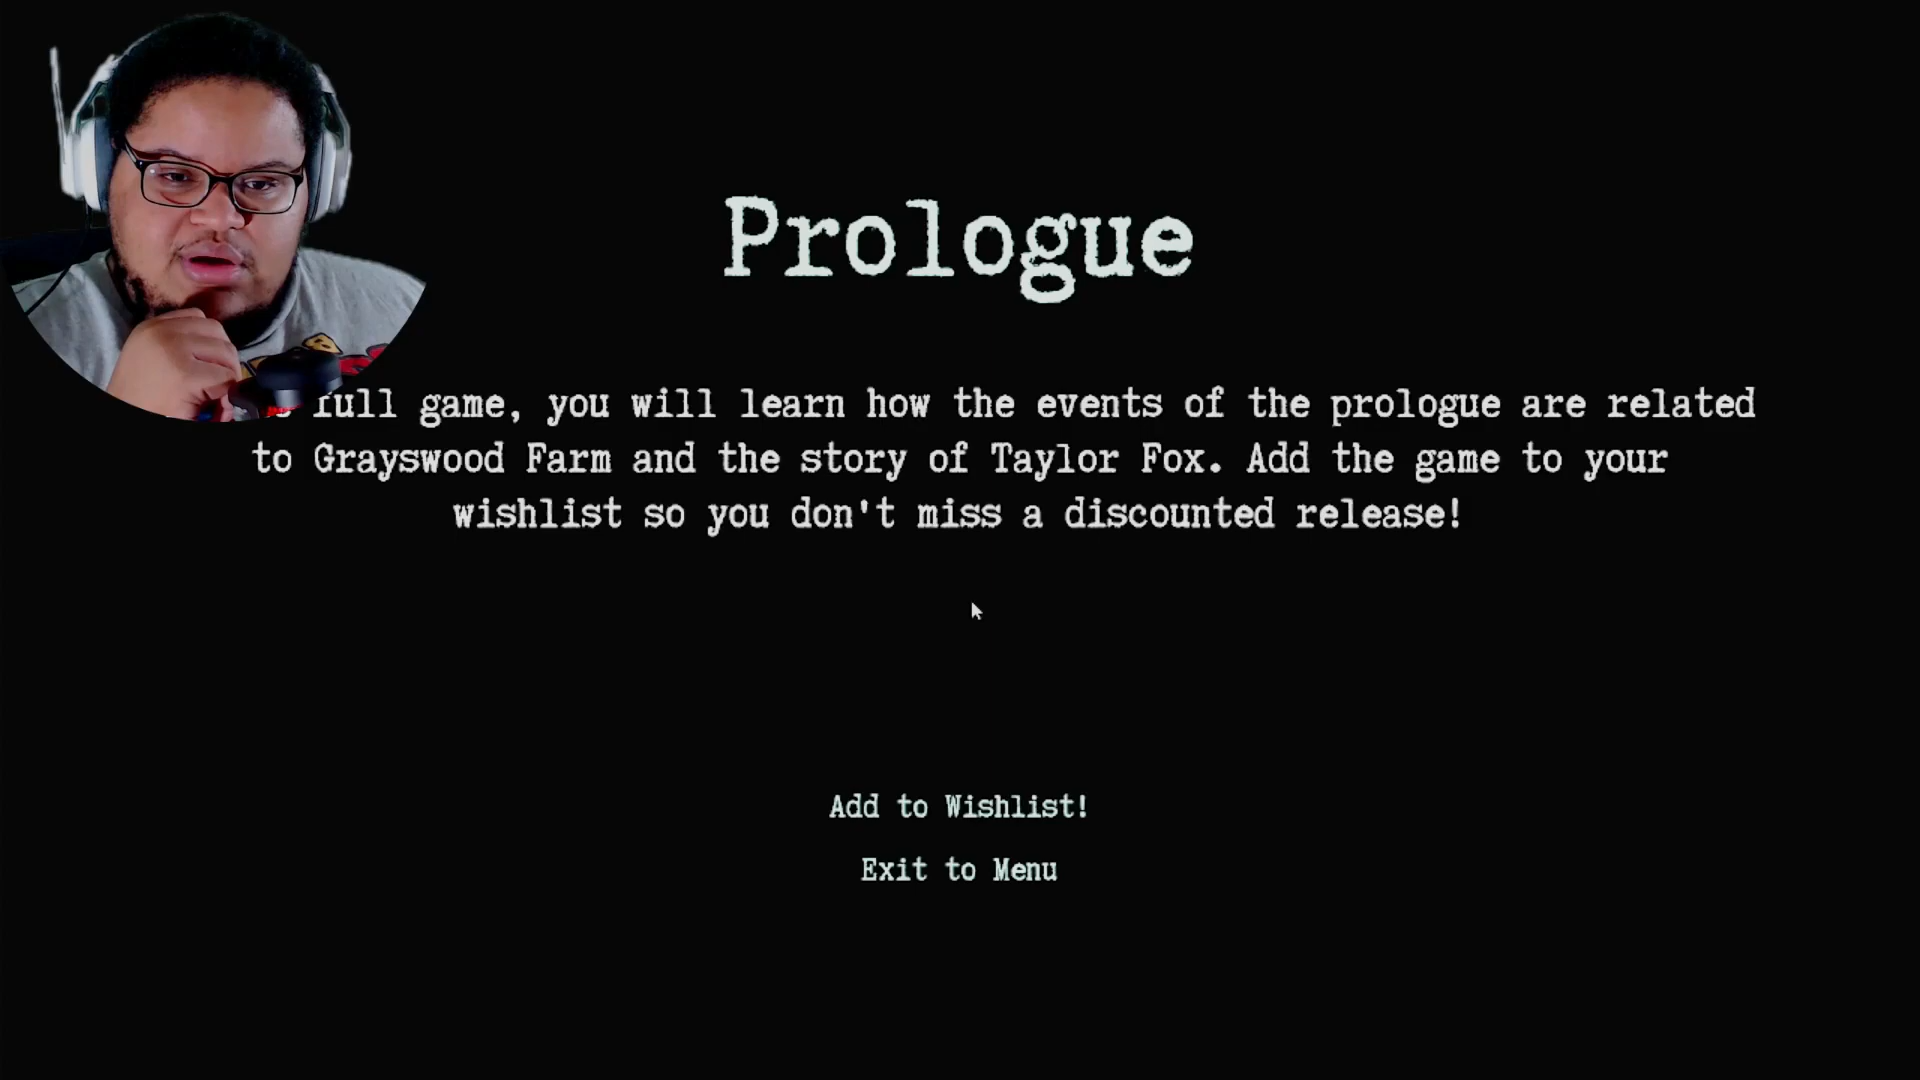 Prologue
full game, you will learn how the events of the prologue are related
to Grayswood Farm and the story of Taylor Fox. Add the game to your
wishlist so you don't miss a discounted release!
Add to Wishlist!
Exit to Menu